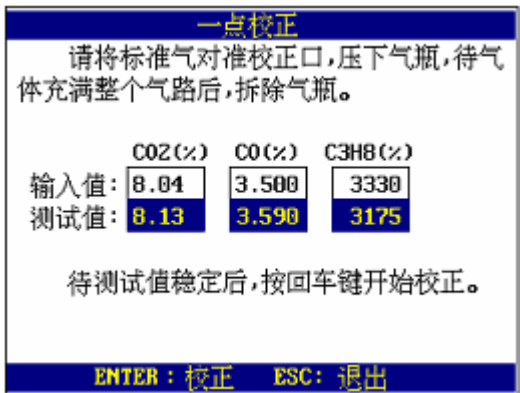 一点校正
请将标准气对准校正口,压下气瓶,待气
体充满整个气路后,拆除气瓶。
CO2(%) CO(%) C3H8(%)
输入值: 8.04 3.500 3330
测试值: 8.13 3.590 3175
待测试值稳定后,按回车键开始校正。
ENTER: 校正 ESC: 退出